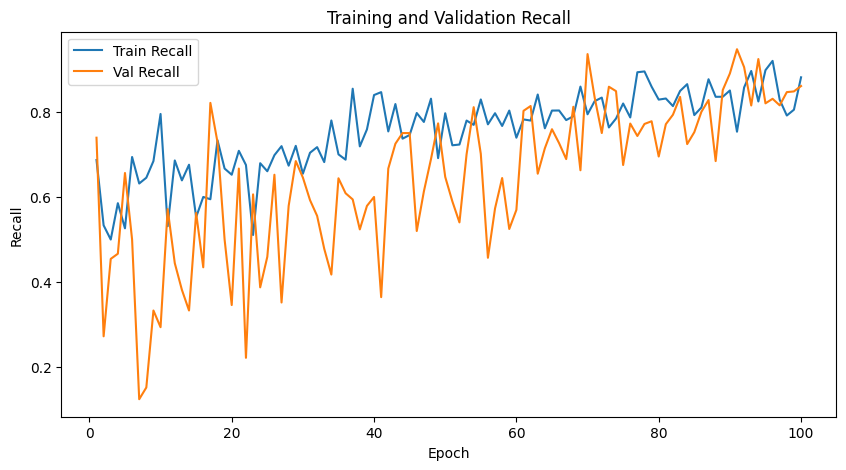 Training and Validation Recall
Train Recall
Val Recall
Recall
0.8
0.6
0.4
0.2
0 20 40 60 80 100
Epoch